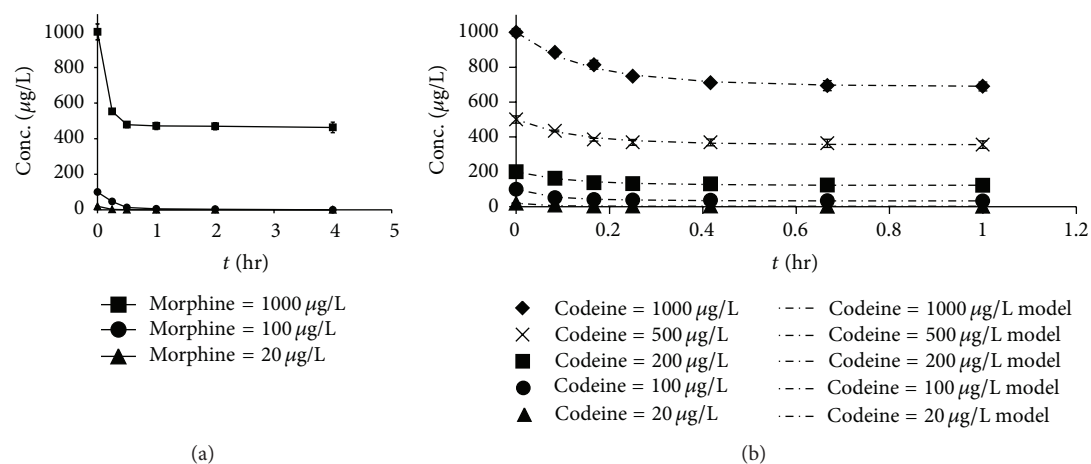 1000
800
600
400
200
0
Conc. (µg/L)
0 1 2 3 4 5
t (hr)
Morphine = 1000 µg/L
Morphine = 100 µg/L
Morphine = 20 µg/L
(a)
1000
800
600
400
200
0
Conc. (µg/L)
0 0.2 0.4 0.6 0.8 1 1.2
t (hr)
Codeine = 1000 µg/L
Codeine = 500 µg/L
Codeine = 200 µg/L
Codeine = 100 µg/L
Codeine = 20 µg/L
Codeine = 1000 µg/L model
Codeine = 500 µg/L model
Codeine = 200 µg/L model
Codeine = 100 µg/L model
Codeine = 20 µg/L model
(b)